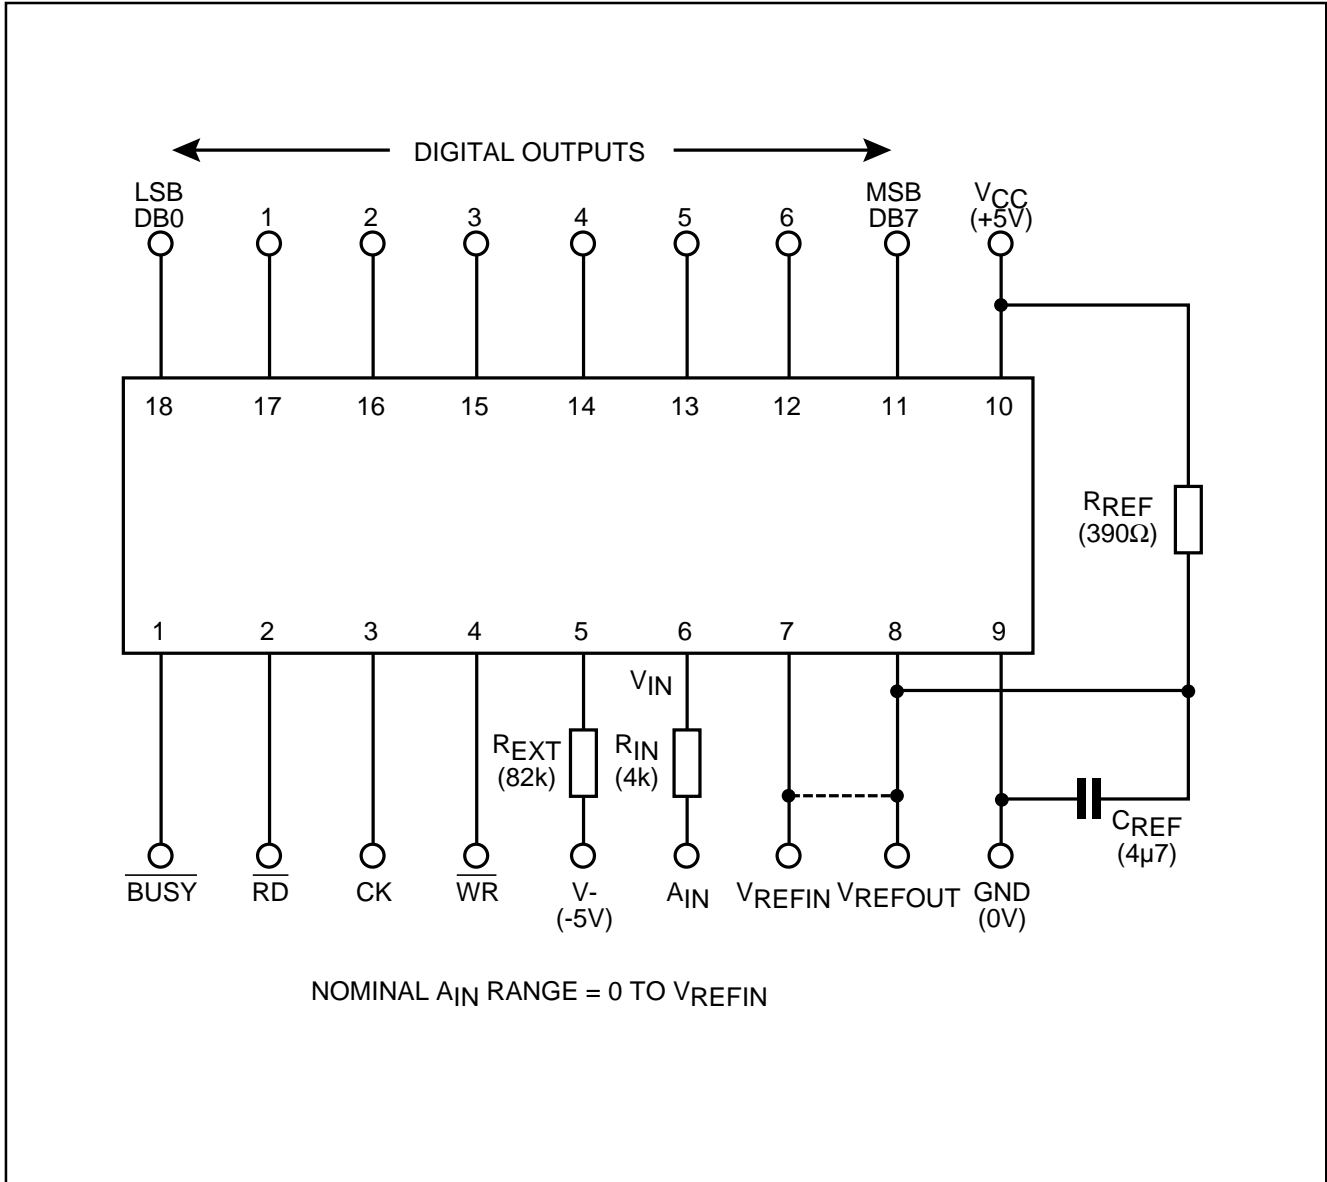 DIGITAL OUTPUTS
LSB MSB VCC
DB0 1 2 3 4 5 6 DB7 (+5V)
18 17 16 15 14 13 12 11 10
RREF
(390Ω)
1 2 3 4 5 6 7 8 9
VIN
REXT RIN
(82k) (4k)
CREF
(4µ7)
BUSY RD CK WR V- AIN VREFIN VREFOUT GND
(-5V) (0V)
NOMINAL AIN RANGE = 0 TO VREFIN